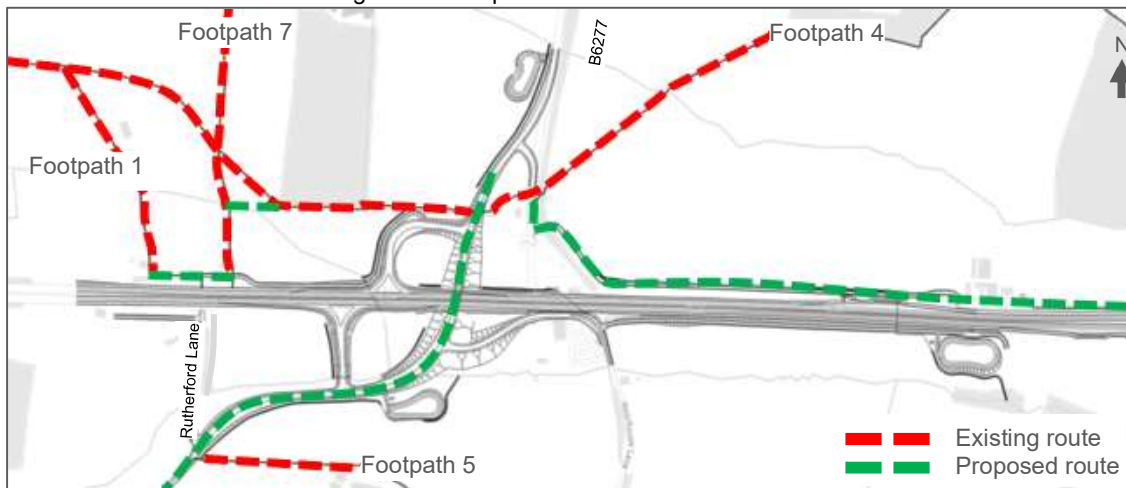 Footpath 7
B6277
Footpath 4
N
Footpath 1
Rutherford Lane
Existing route
Footpath 5
Proposed route